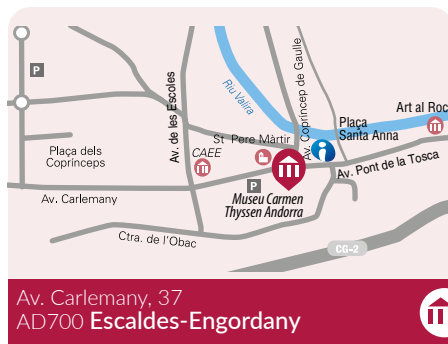 P
Riu Valira
Av. Copríncep de Gaulle
Av. de les Escoles
Art al Roc
Plaça
Santa Anna
St Pere Màrtir
CAEE
i
Plaça dels
Coprínceps
Av. Pont de la Tosca
P
Av. Carlemany
Museu Carmen
Thyssen Andorra
Ctra. de l'Obac
CG-2
Av. Carlemany, 37
AD700 Escaldes-Engordany